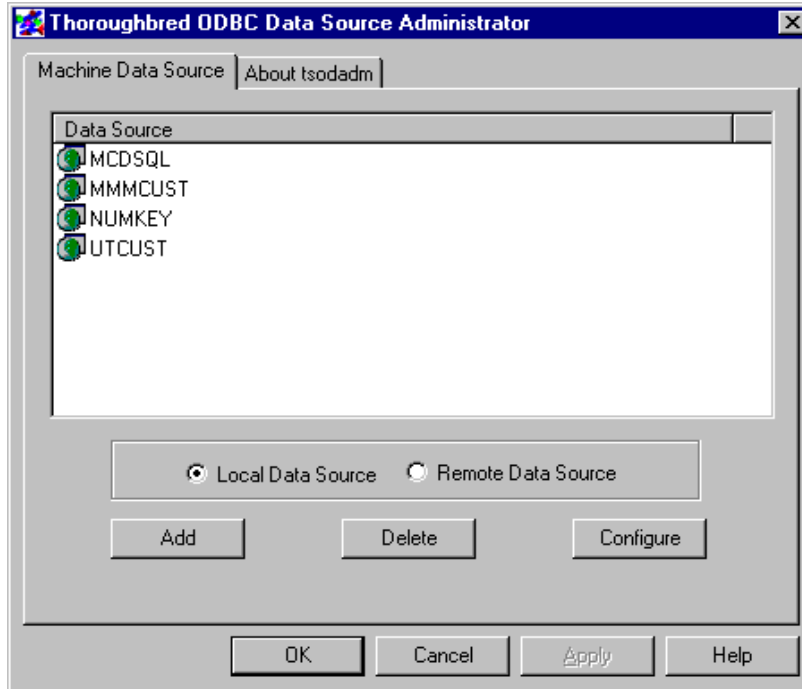 Thoroughbred ODBC Data Source Administrator
Machine Data Source About tsodadm
Data Source
MCDSQL
MMMCUST
NUMKEY
UTCUST
Local Data Source Remote Data Source
Add Delete Configure
OK Cancel Apply Help